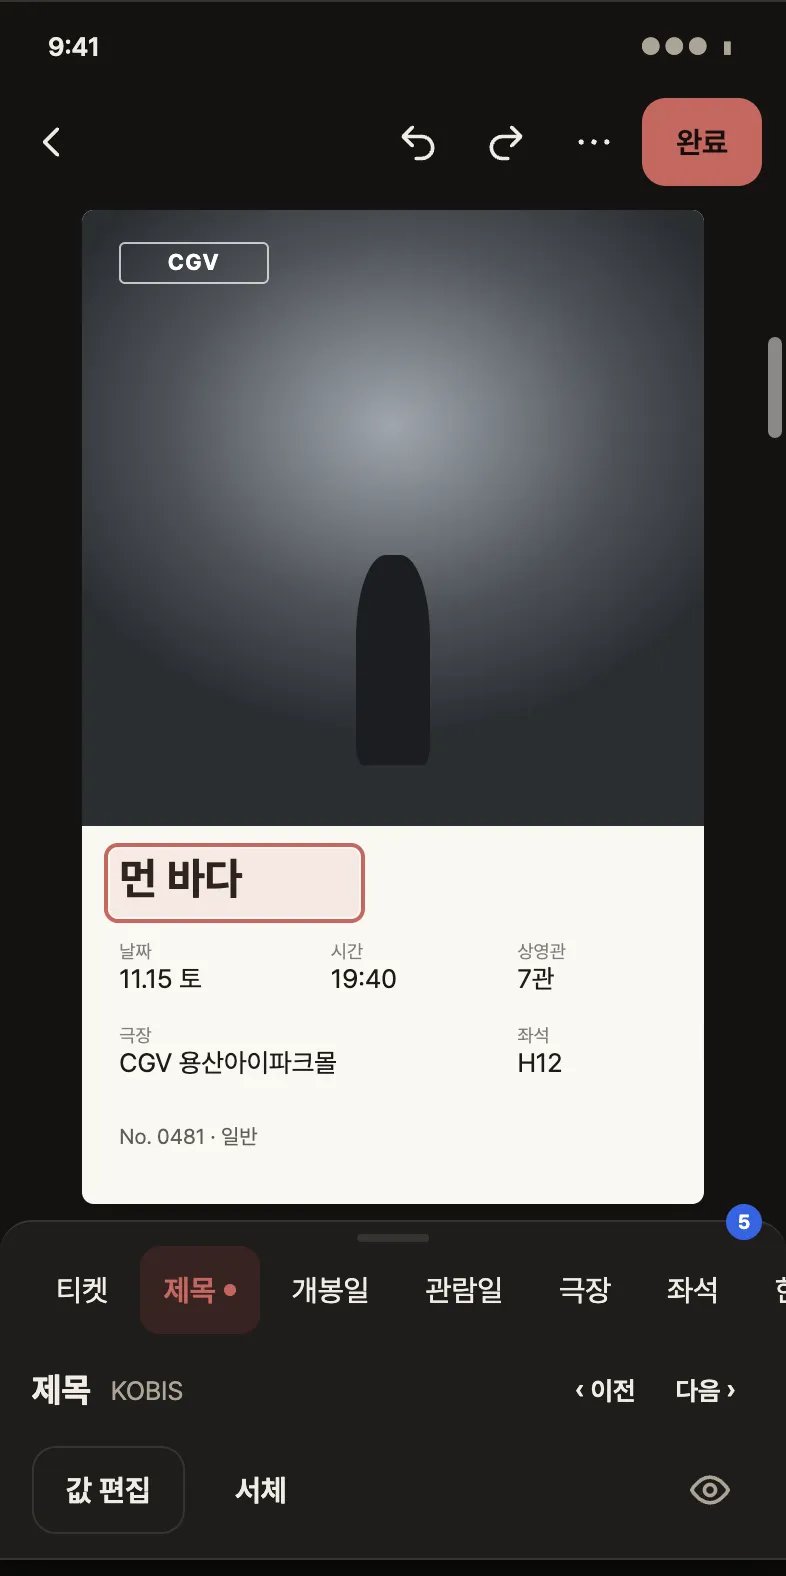 9:41
완료
CGV
먼 바다
날짜 시간 상영관
11.15 토 19:40 7관
극장 좌석
CGV 용산아이파크몰 H12
No. 0481 · 일반
5
티켓 제목 개봉일 관람일 극장 좌석
제목 KOBIS ‹ 이전 다음 ›
값 편집 서체